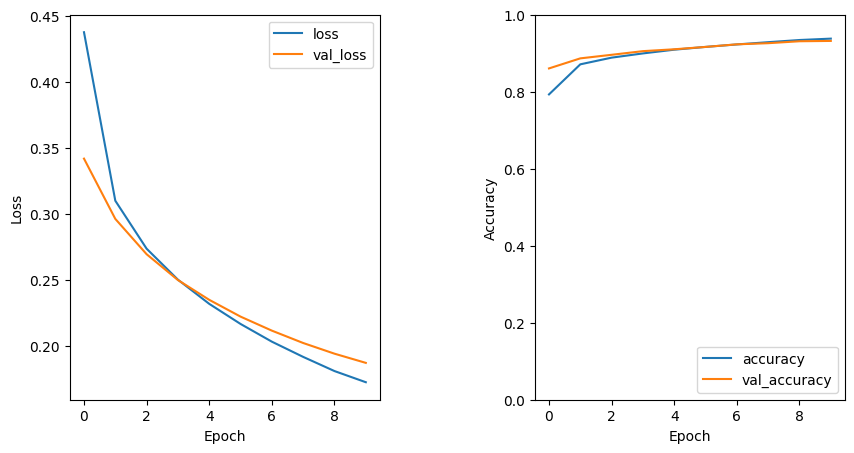 0.45
0.40
0.35
0.30
0.25
0.20
Loss
0 2 4 6 8
Epoch
loss
val_loss
1.0
0.8
0.6
0.4
0.2
0.0
Accuracy
0 2 4 6 8
Epoch
accuracy
val_accuracy